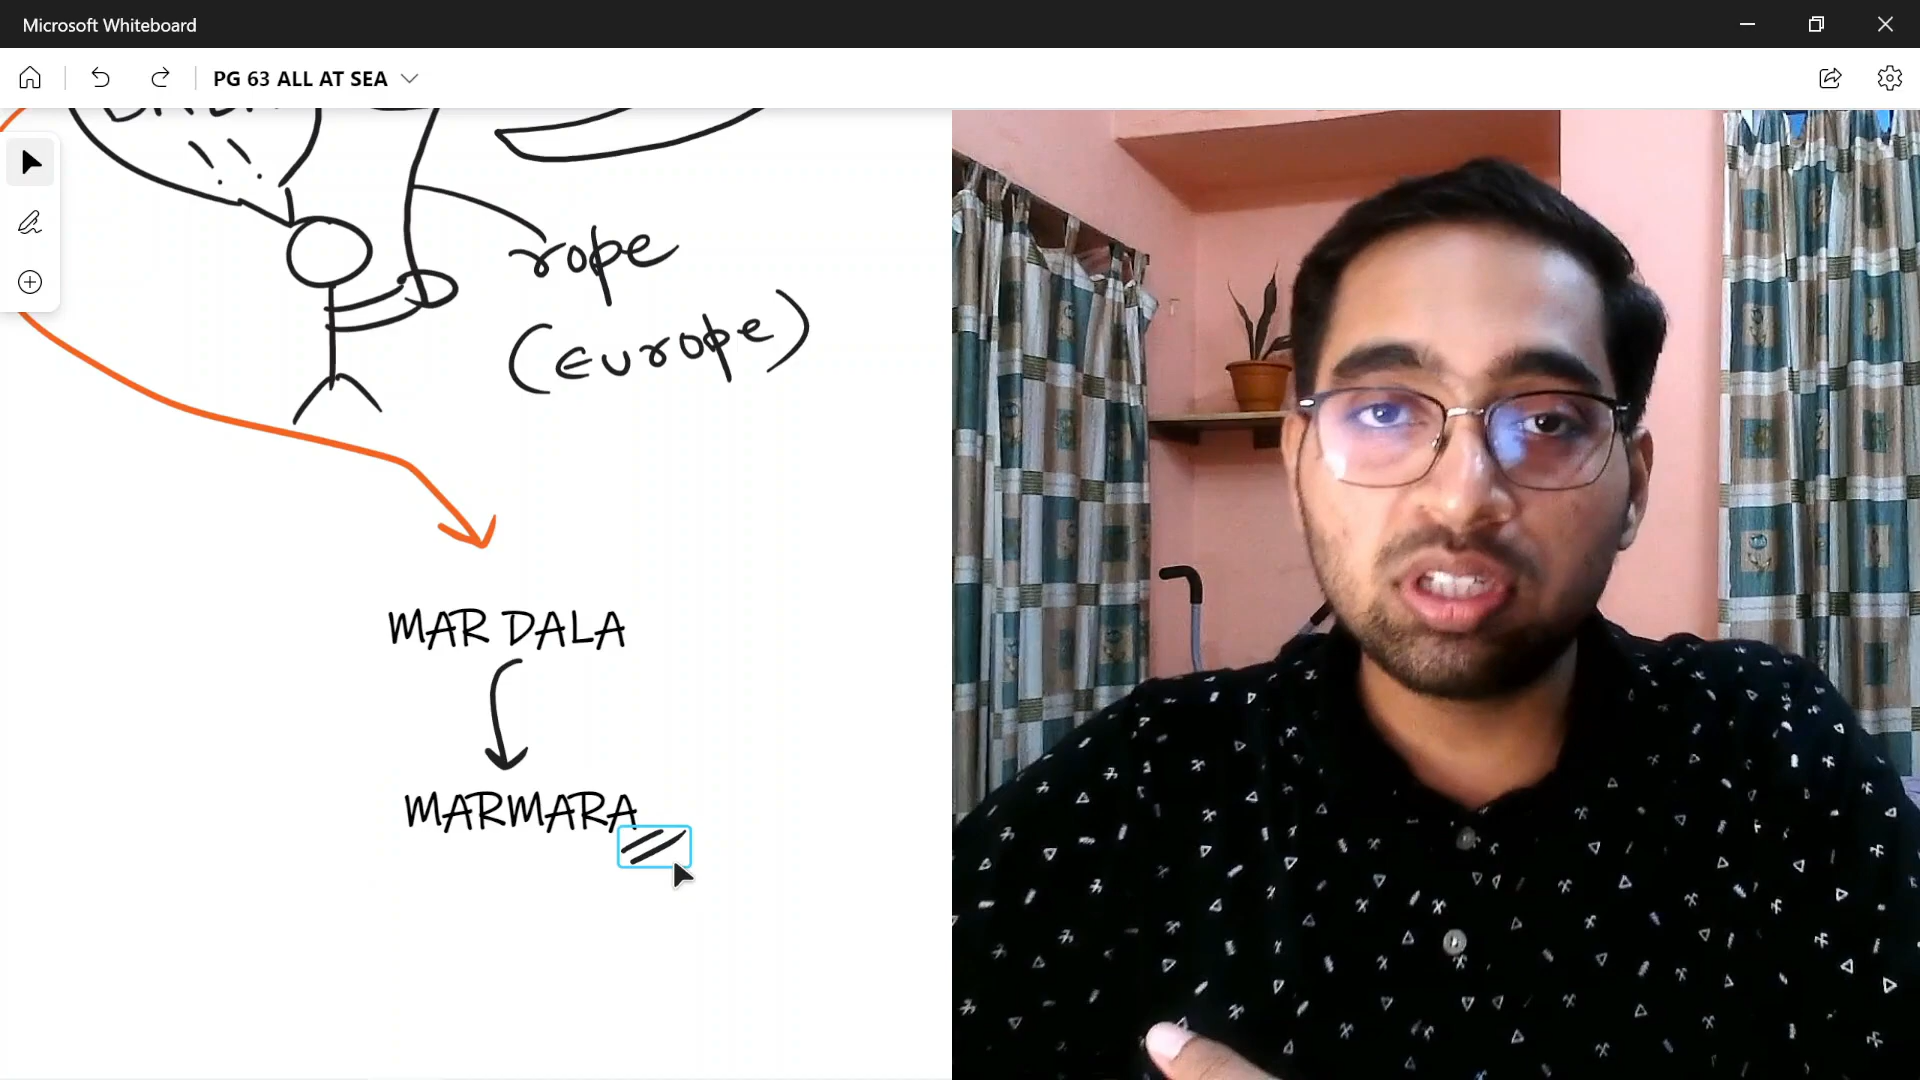 Microsoft Whiteboard
PG 63 ALL AT SEA
rope
(Europe)
MAR DALA
MARMARA